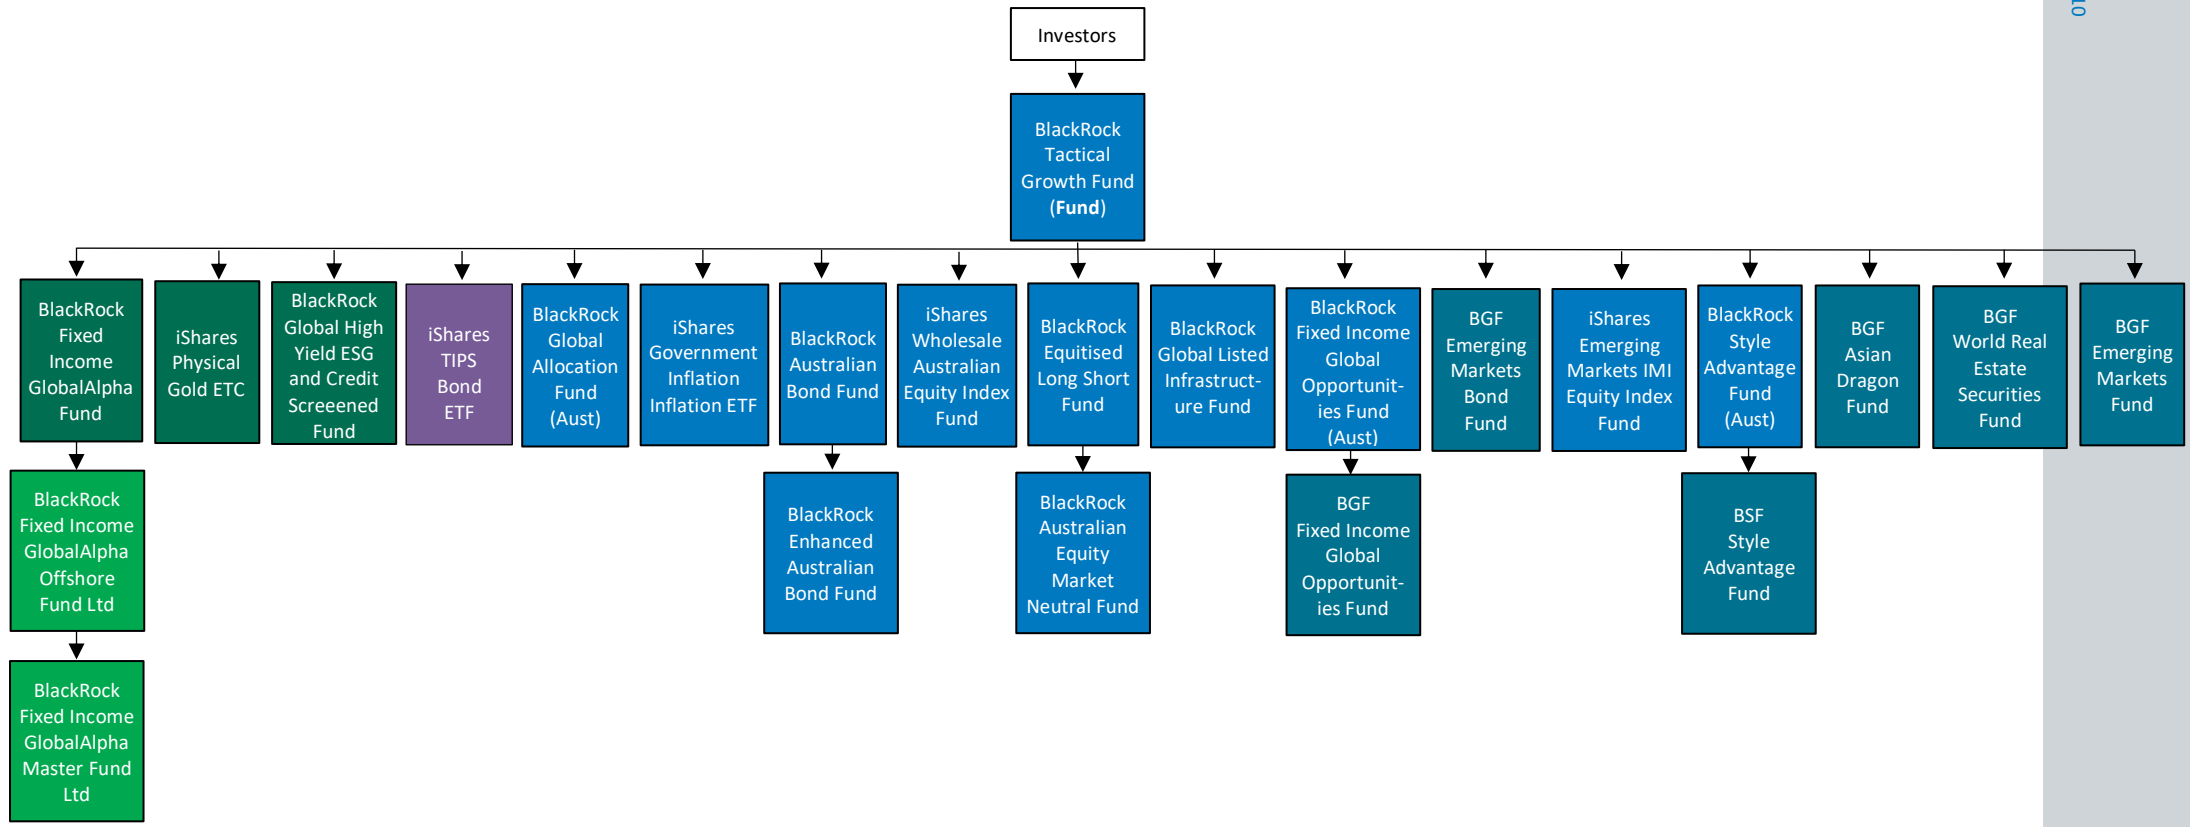 10
Investors
BlackRock
Tactical
Growth Fund
(Fund)
BlackRock
Fixed
Income
GlobalAlpha
Fund
iShares
Physical
Gold ETC
BlackRock
Global High
Yield ESG
and Credit
Screeened
Fund
iShares
TIPS
Bond
ETF
BlackRock
Global
Allocation
Fund
(Aust)
iShares
Government
Inflation
Inflation ETF
BlackRock
Australian
Bond Fund
iShares
Wholesale
Australian
Equity Index
Fund
BlackRock
Equitised
Long Short
Fund
BlackRock
Global Listed
Infrastruct-
ure Fund
BlackRock
Fixed Income
Global
Opportunit-
ies Fund
(Aust)
BGF
Emerging
Markets
Bond
Fund
iShares
Emerging
Markets IMI
Equity Index
Fund
BlackRock
Style
Advantage
Fund
(Aust)
BGF
Asian
Dragon
Fund
BGF
World Real
Estate
Securities
Fund
BGF
Emerging
Markets
Fund
BlackRock
Fixed Income
GlobalAlpha
Offshore
Fund Ltd
BlackRock
Enhanced
Australian
Bond Fund
BlackRock
Australian
Equity
Market
Neutral Fund
BGF
Fixed Income
Global
Opportunit-
ies Fund
BSF
Style
Advantage
Fund
BlackRock
Fixed Income
GlobalAlpha
Master Fund
Ltd